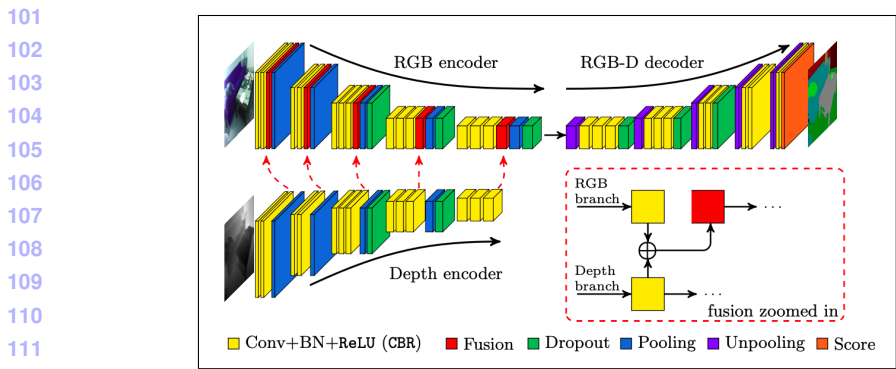 101
102
103
104
105
106
107
108
109
110
111
RGB encoder
RGB-D decoder
Depth encoder
RGB
branch
Depth
branch
...
...
fusion zoomed in
Conv+BN+ReLU (CBR) Fusion Dropout Pooling Unpooling Score